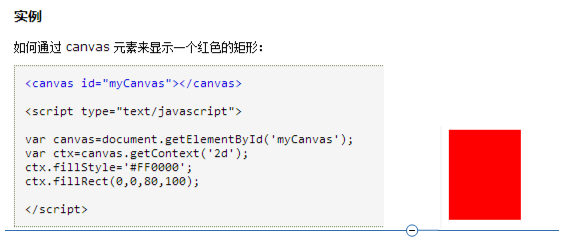 实例
如何通过 canvas 元素来显示一个红色的矩形：
<canvas id="myCanvas"></canvas>
<script type="text/javascript">
var canvas=document.getElementById('myCanvas');
var ctx=canvas.getContext('2d');
ctx.fillStyle='#FF0000';
ctx.fillRect(0,0,80,100);
</script>